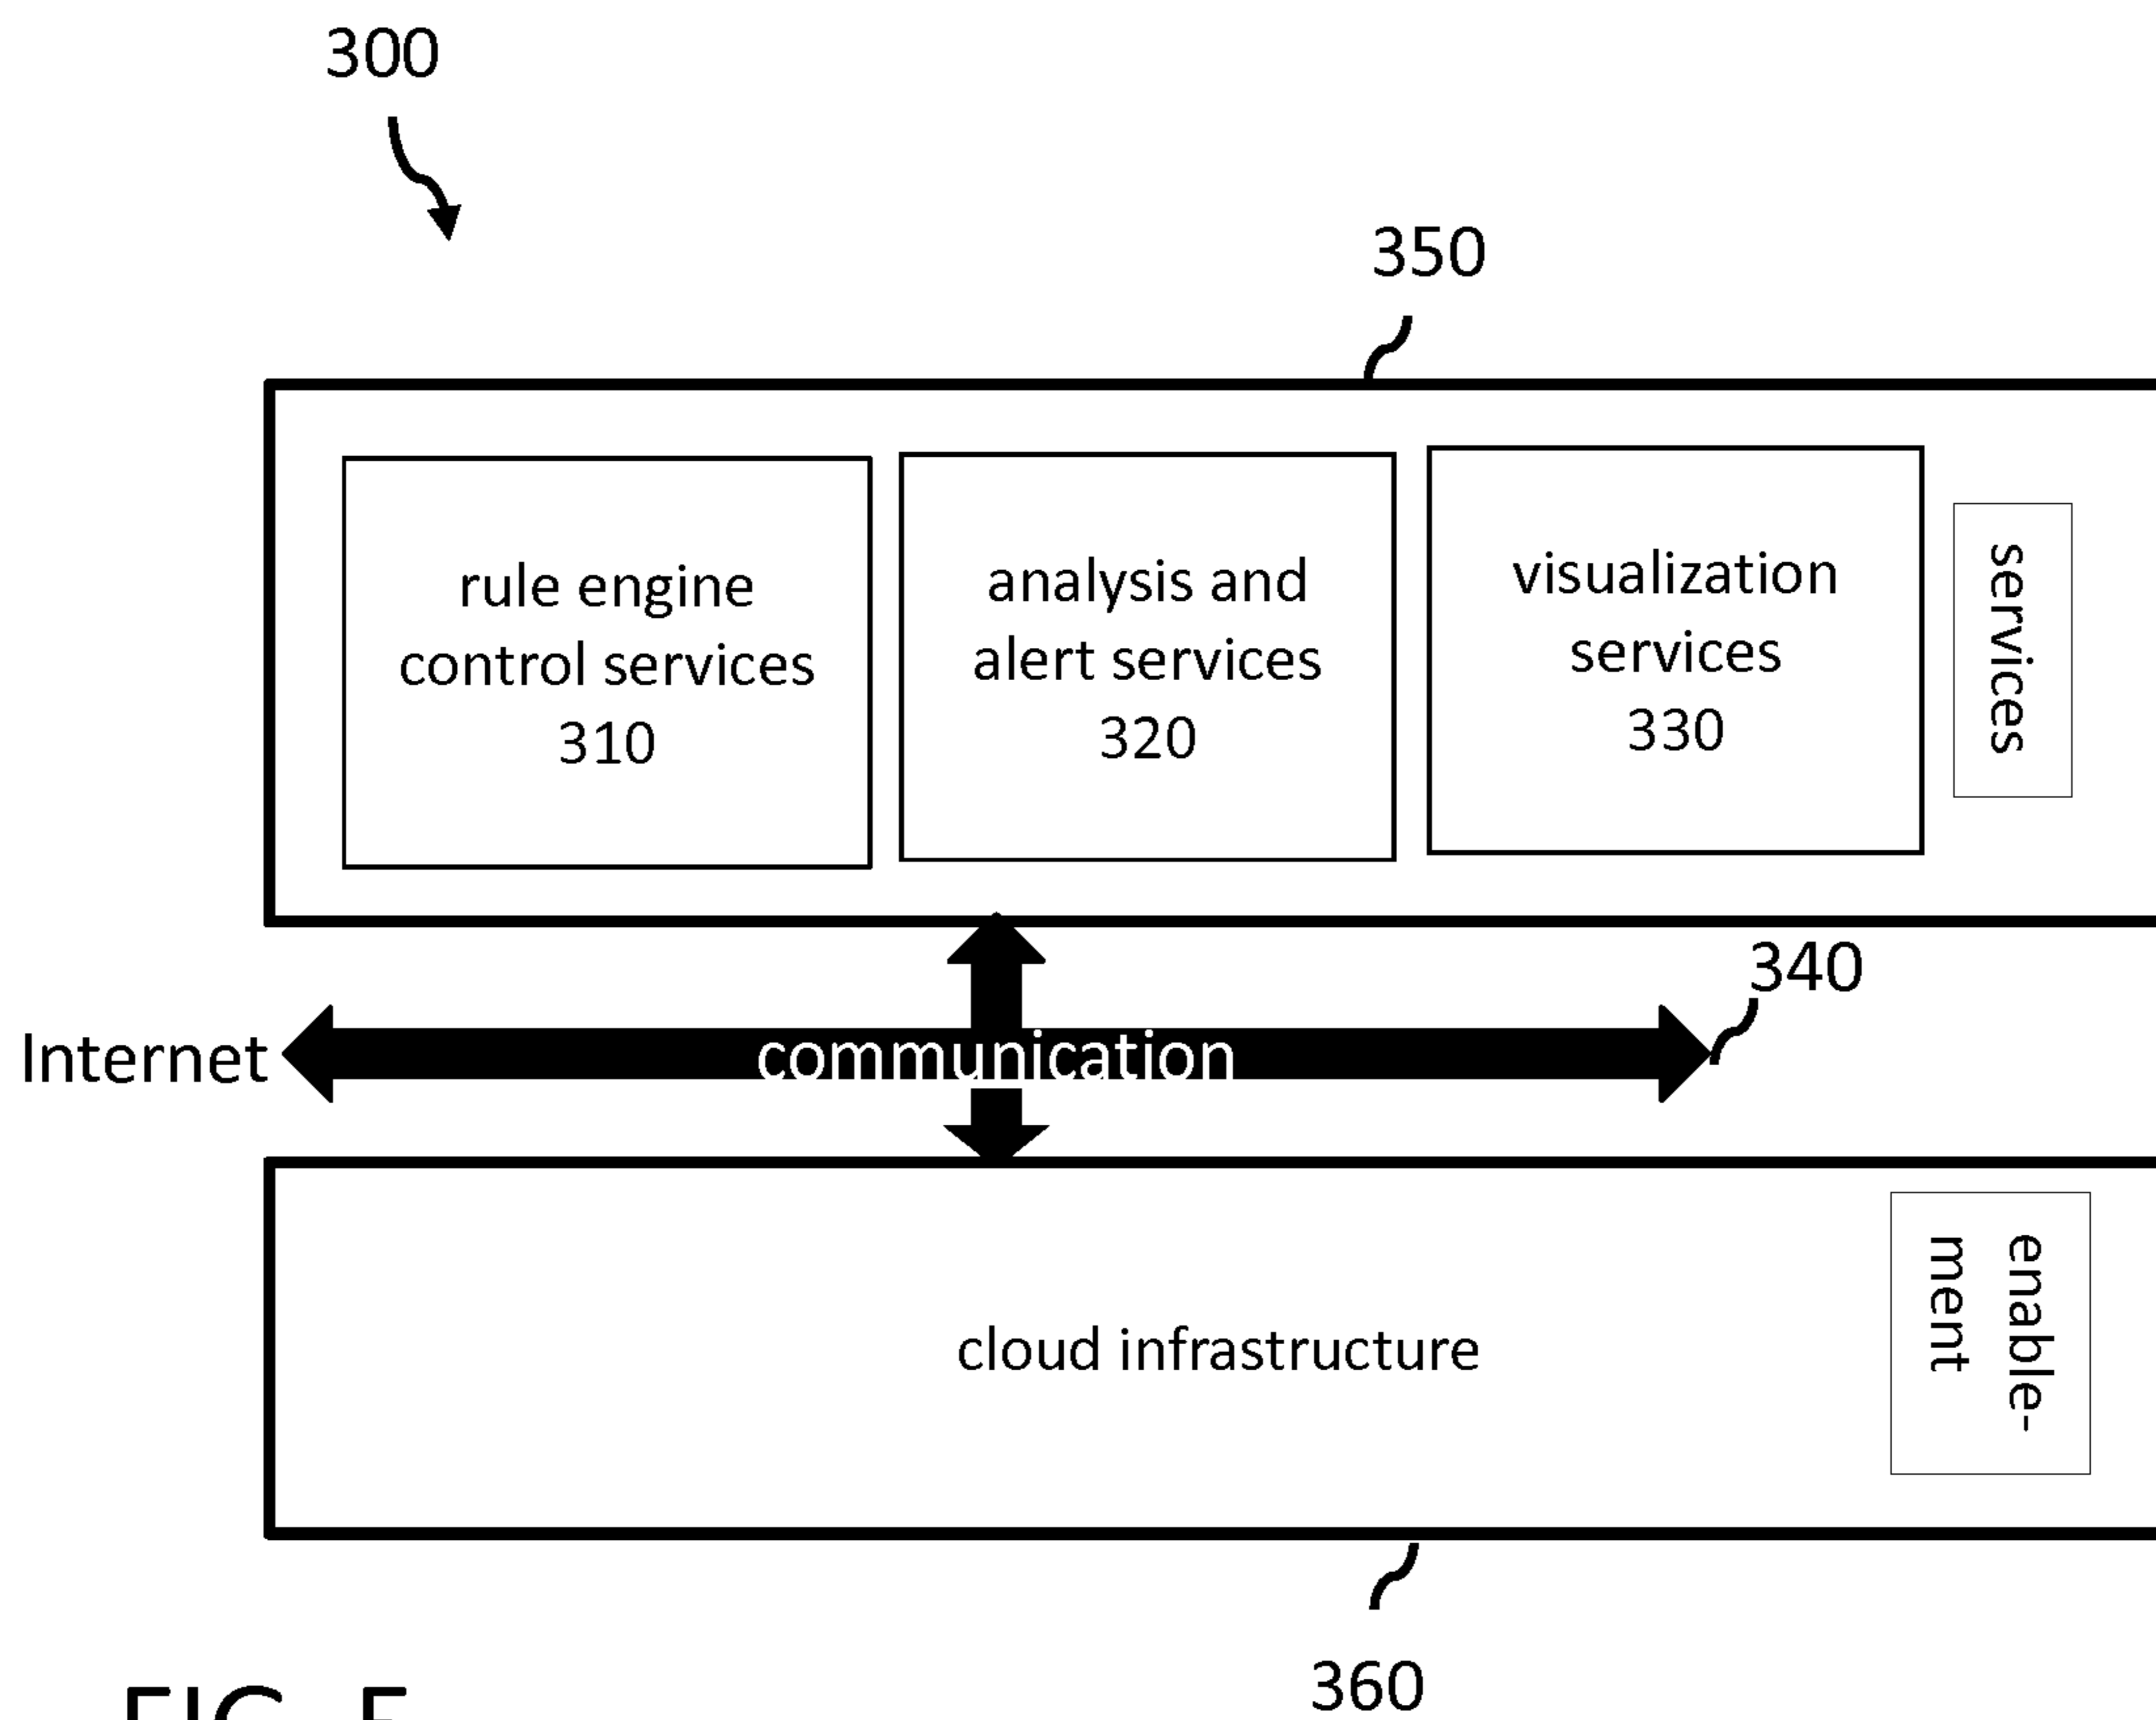 300
350
rule engine
control services
310
analysis and
alert services
320
visualization
services
330
services
340
Internet
communication
cloud infrastructure
enable-
ment
360